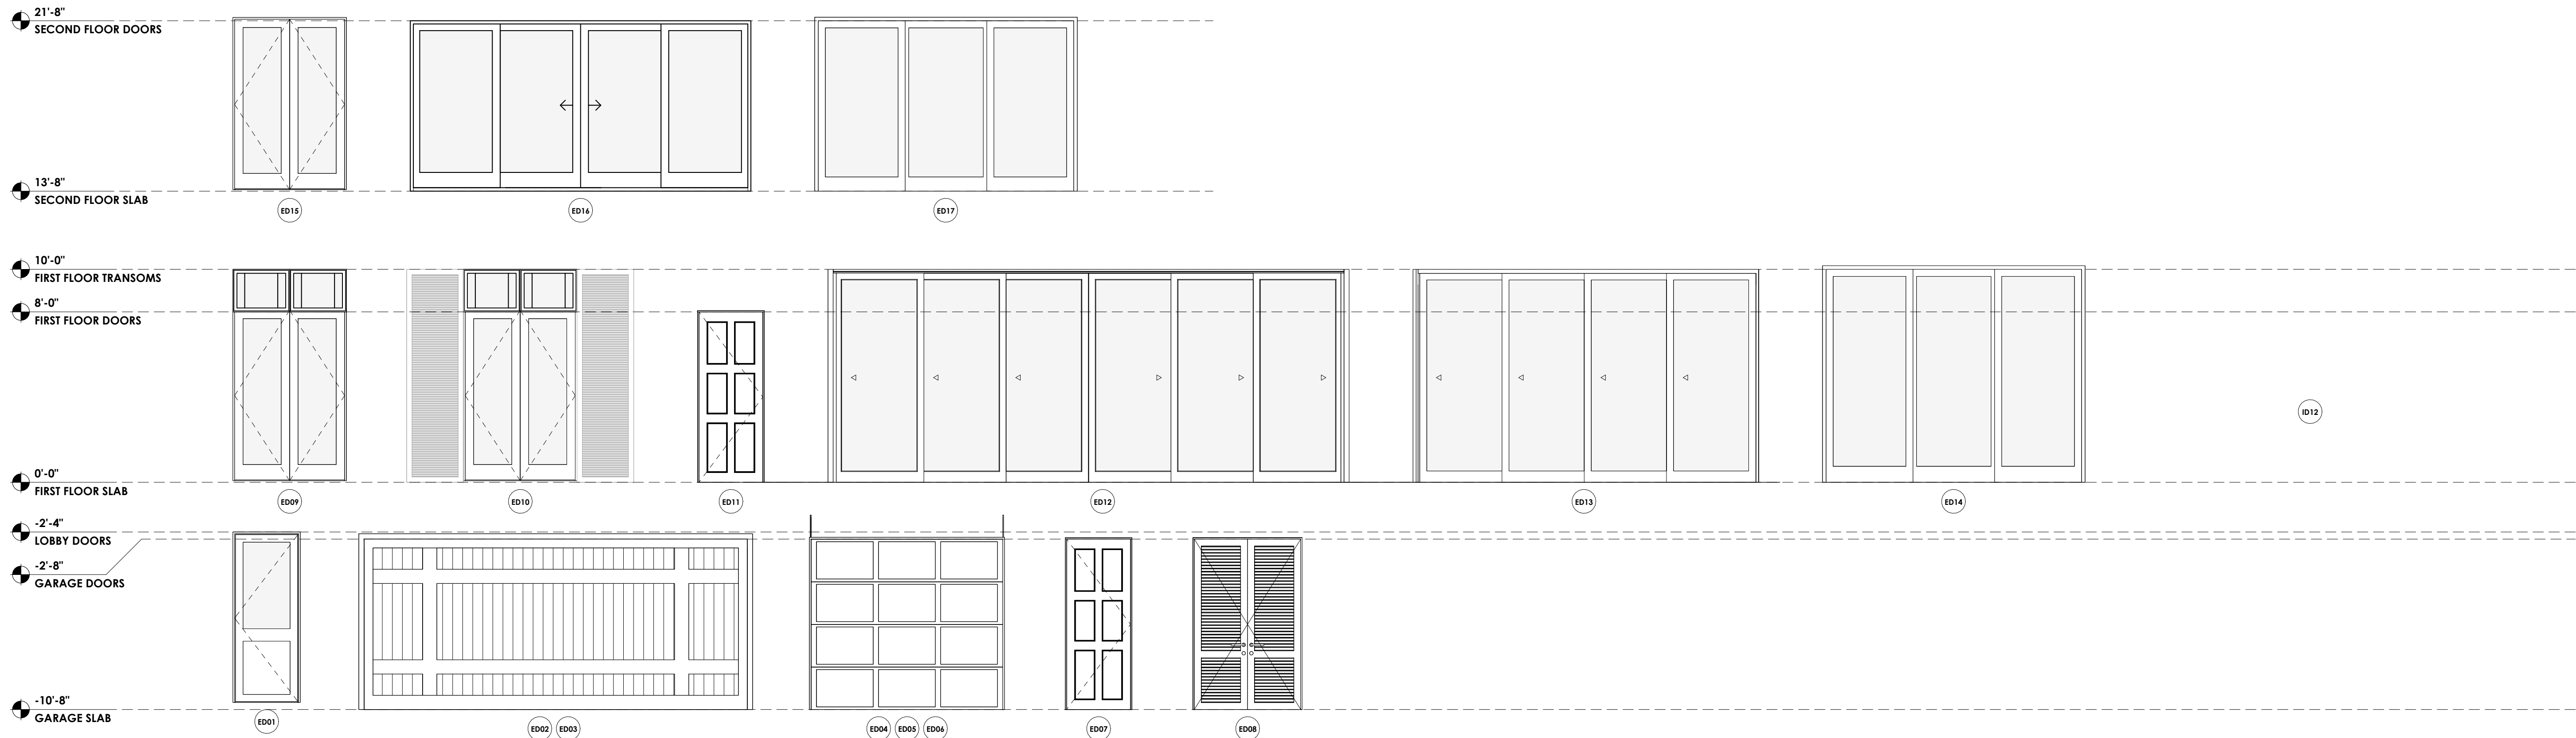 21'-8"
SECOND FLOOR DOORS
13'-8"
SECOND FLOOR SLAB
ED15
ED16
ED17
10'-0"
FIRST FLOOR TRANSOMS
8'-0"
FIRST FLOOR DOORS
ID12
0'-0"
FIRST FLOOR SLAB
ED09
ED10
ED11
ED12
ED13
ED14
-2'-4"
LOBBY DOORS
-2'-8"
GARAGE DOORS
-10'-8"
GARAGE SLAB
ED01
ED02
ED03
ED04
ED05
ED06
ED07
ED08